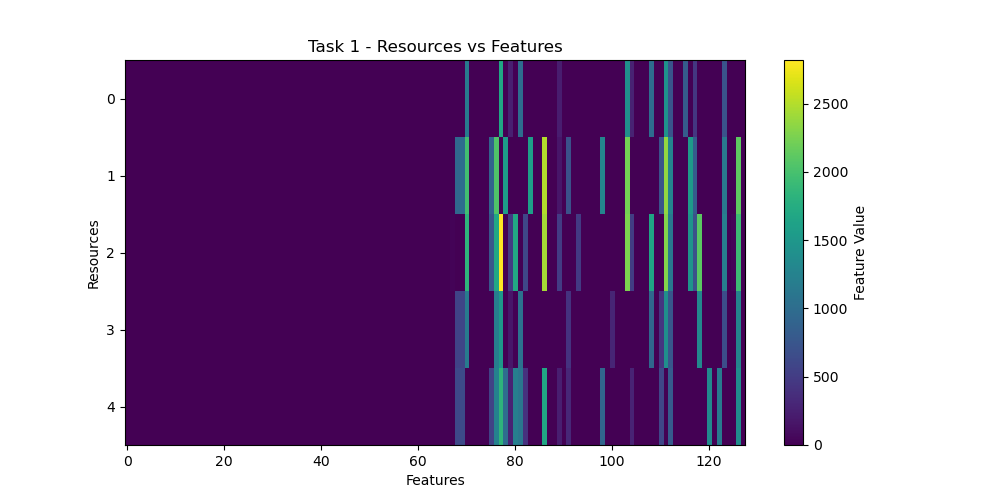 Task 1 - Resources vs Features
Resources
0
1
2
3
4
0 20 40 60 80 100 120
Features
2500
2000
1500
1000
500
0
Feature Value